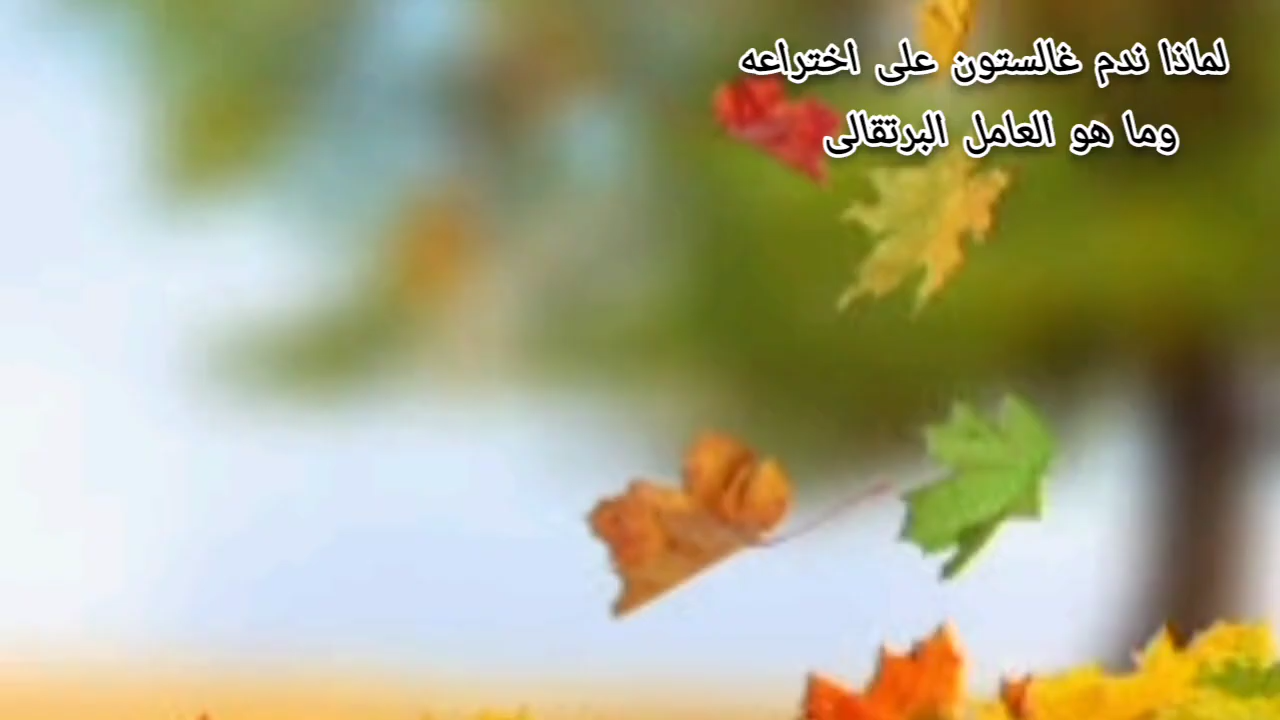 لماذا ندم غالستون على اختراعه
وما هو العامل البرتقالى